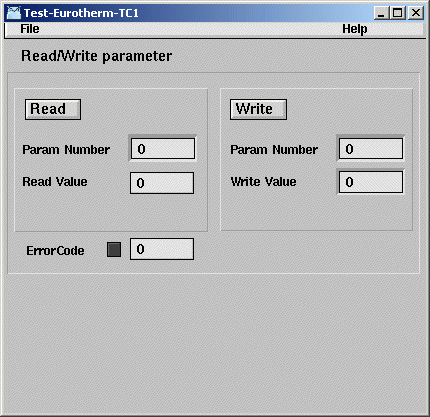 Test-Eurotherm-TC1
File Help
Read/Write parameter
Read
Param Number 0
Read Value 0
Write
Param Number 0
Write Value 0
ErrorCode 0